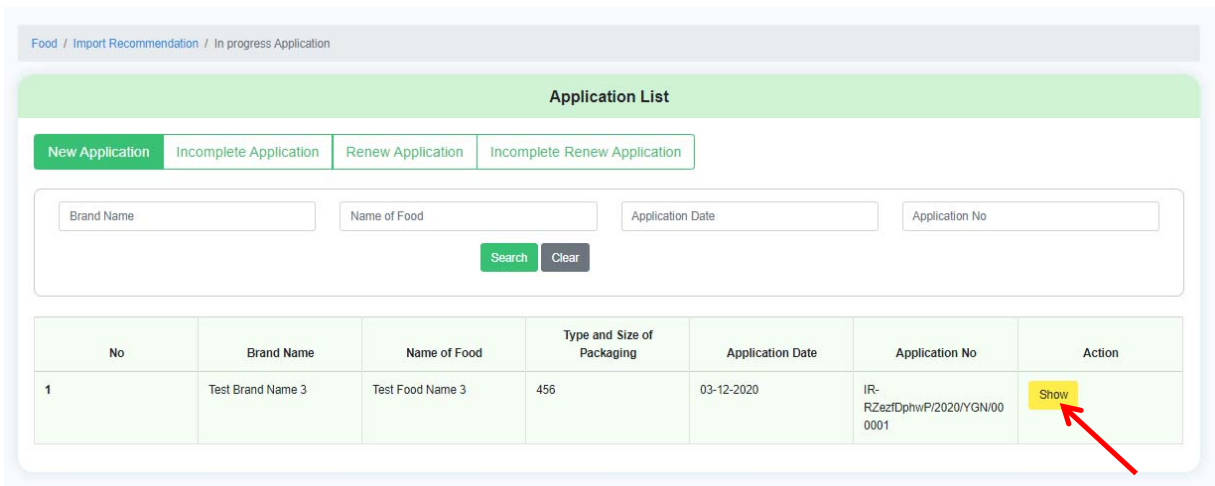 Food / Import Recommendation / In progress Application
Application List
New Application Incomplete Application Renew Application Incomplete Renew Application
Brand Name Name of Food Application Date Application No
Search Clear
No Brand Name Name of Food Type and Size of Packaging Application Date Application No Action
1 Test Brand Name 3 Test Food Name 3 456 03-12-2020 IR-
RZezfDphwP/2020/YGN/00
0001 Show